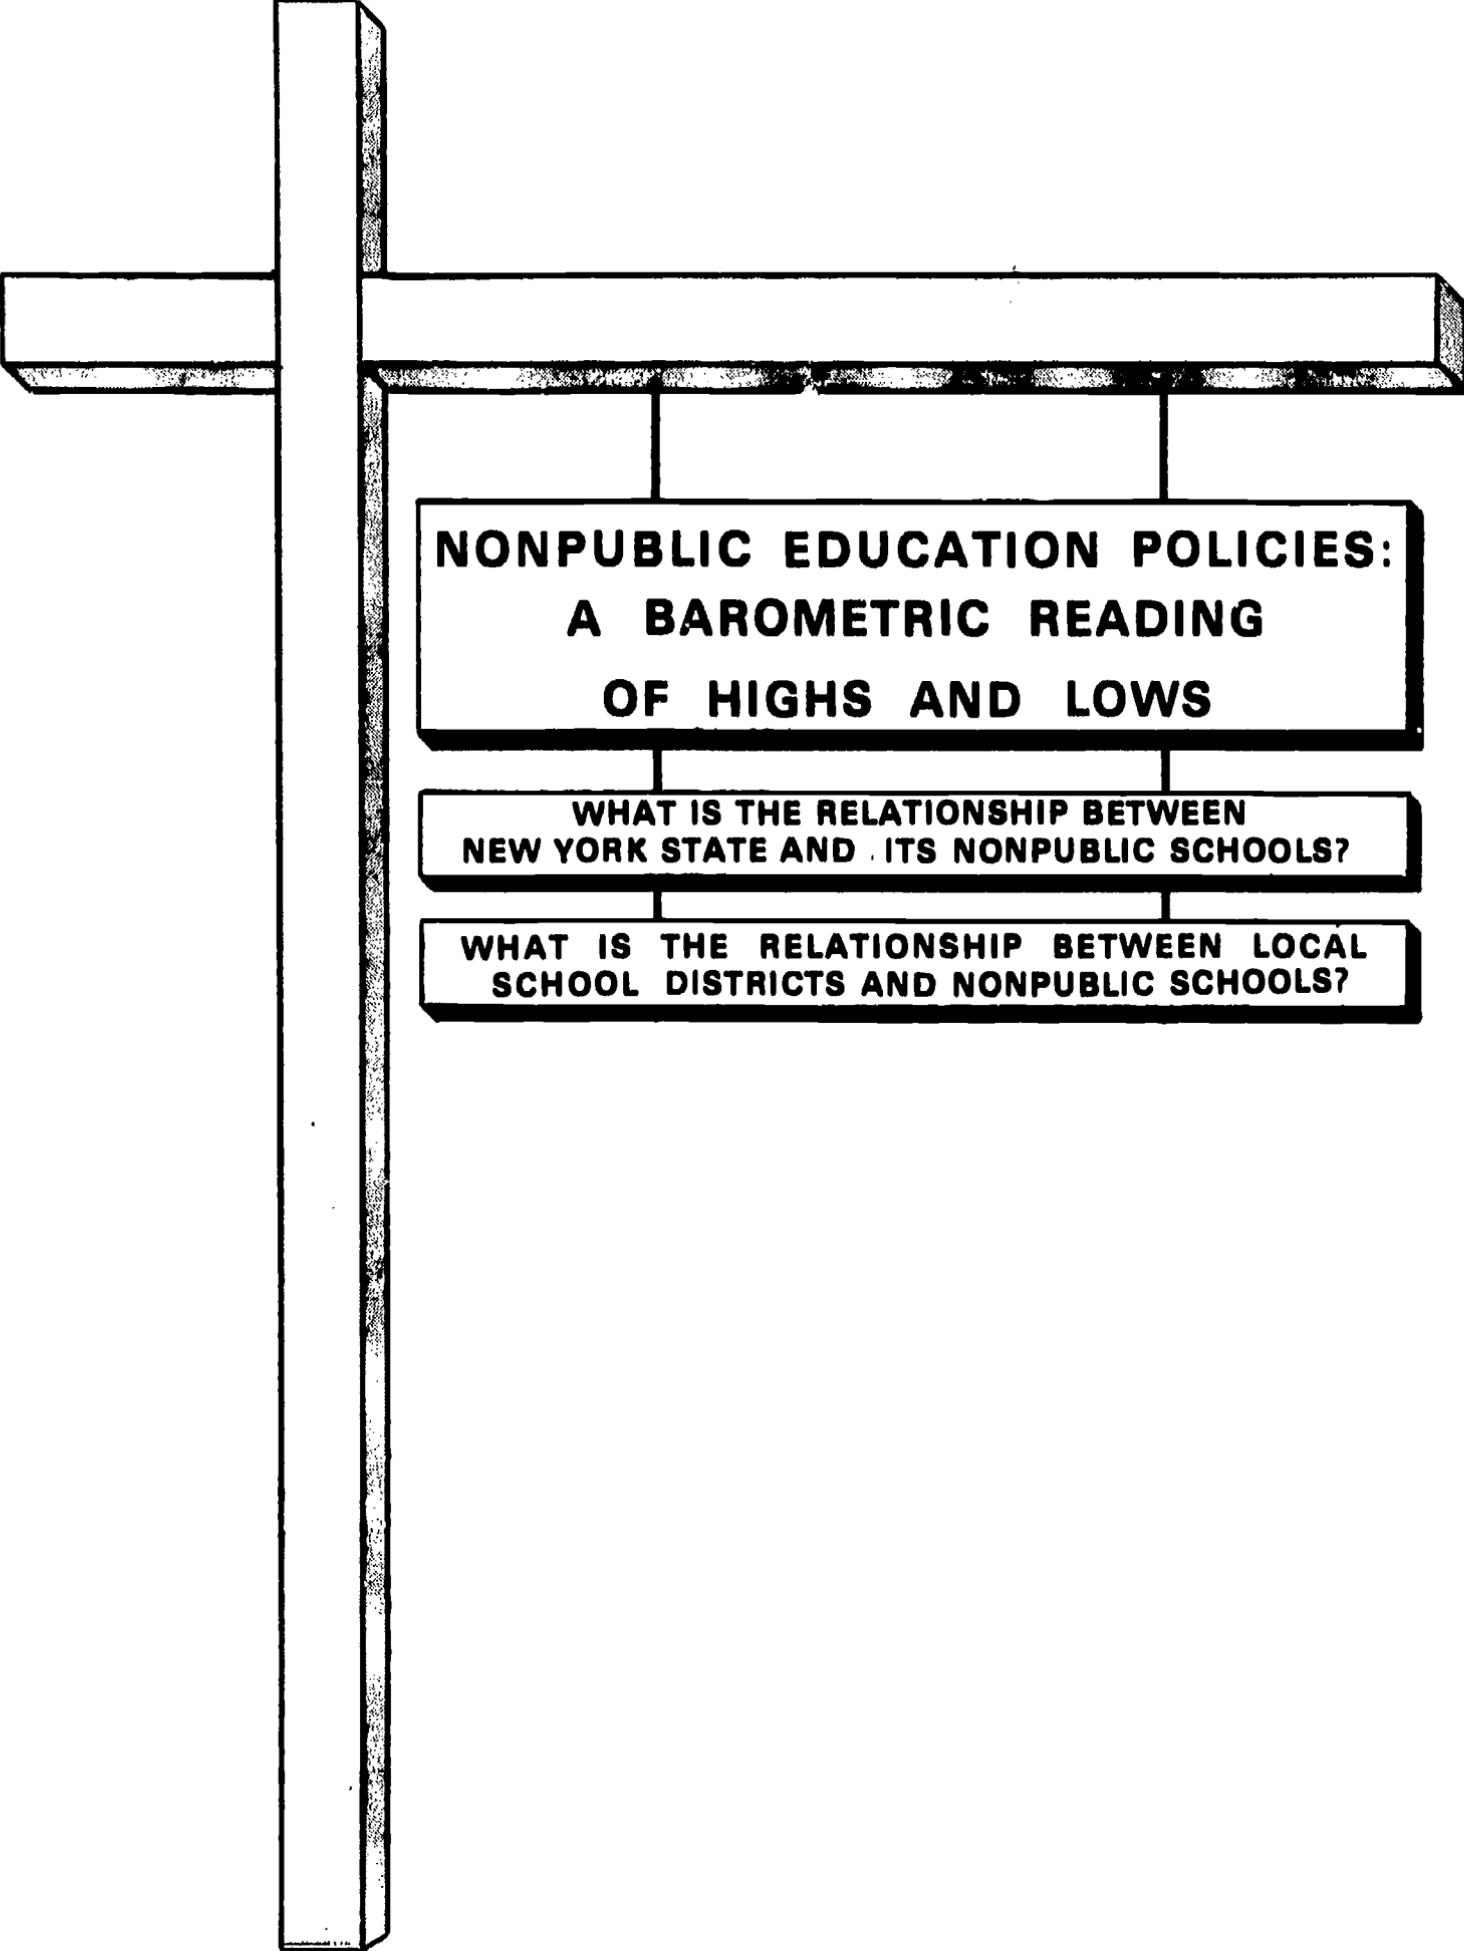 NONPUBLIC EDUCATION POLICIES:
A BAROMETRIC READING
OF HIGHS AND LOWS
WHAT IS THE RELATIONSHIP BETWEEN
NEW YORK STATE AND ITS NONPUBLIC SCHOOLS?
WHAT IS THE RELATIONSHIP BETWEEN LOCAL
SCHOOL DISTRICTS AND NONPUBLIC SCHOOLS?